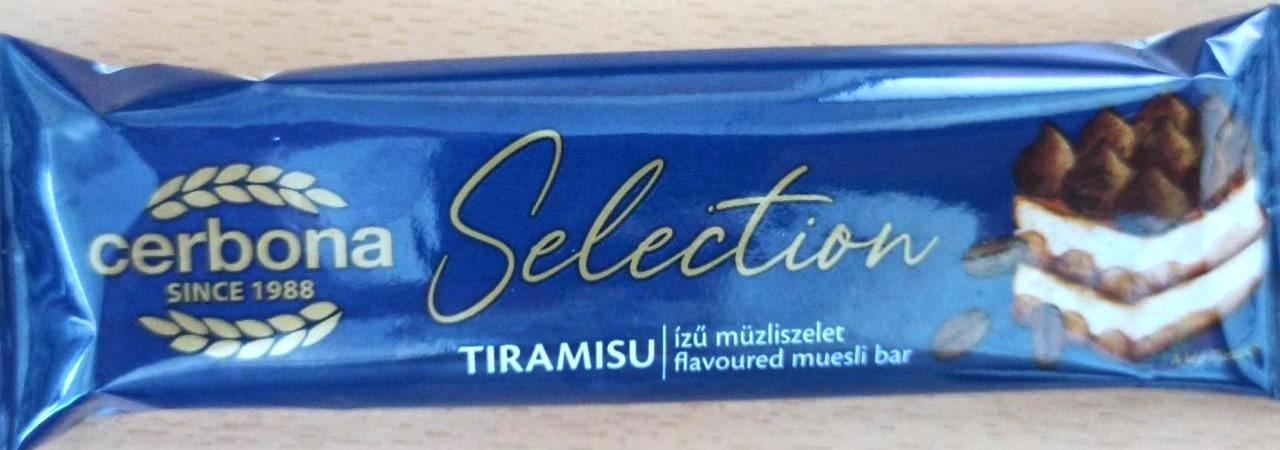 cerbona
SINCE 1988
Selection
TIRAMISU
ízű müzliszelet
flavoured muesli bar